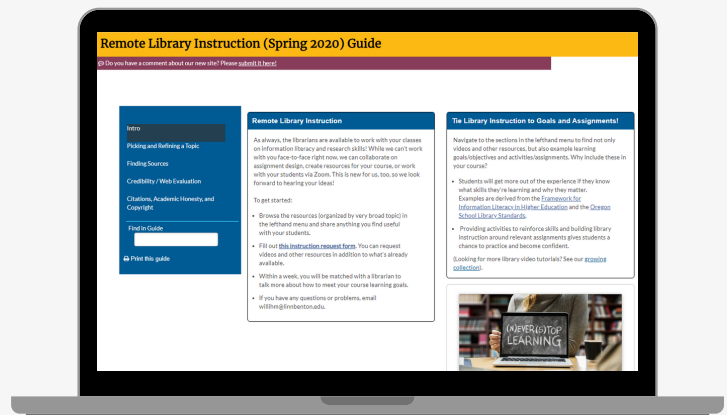 Remote Library Instruction (Spring 2020) Guide
Do you have a comment about our new site? Please submit it here!
Intro
Picking and Refining a Topic
Finding Sources
Credibility / Web Evaluation
Citations, Academic Honesty, and
Copyright
Find in Guide
Print this guide
Remote Library Instruction
As always, the librarians are available to work with your classes
on information literacy and research skills! While we can't work
with you face-to-face right now, we can collaborate on
assignment design, create resources for your course, or work
with your students via Zoom. This is new for us, too, so we look
forward to hearing your ideas!
To get started:
• Browse the resources (organized by very broad topic) in
the lefthand menu and share anything you find useful
with your students.
• Fill out this instruction request form. You can request
videos and other resources in addition to what's already
available.
• Within a week, you will be matched with a librarian to
talk more about how to meet your course learning goals.
• If you have any questions or problems, email
willihm@linnbenton.edu.
Tie Library Instruction to Goals and Assignments!
Navigate to the sections in the lefthand menu to find not only
videos and other resources, but also example learning
goals/objectives and activities/assignments. Why include these in
your course?
• Students will get more out of the experience if they know
what skills they're learning and why they matter.
Examples are derived from the Framework for
Information Literacy in Higher Education and the Oregon
School Library Standards.
• Providing activities to reinforce skills and building library
instruction around relevant assignments gives students a
chance to practice and become confident.
(Looking for more library video tutorials? See our growing
collection).
(N)EVER (S)TOP
LEARNING